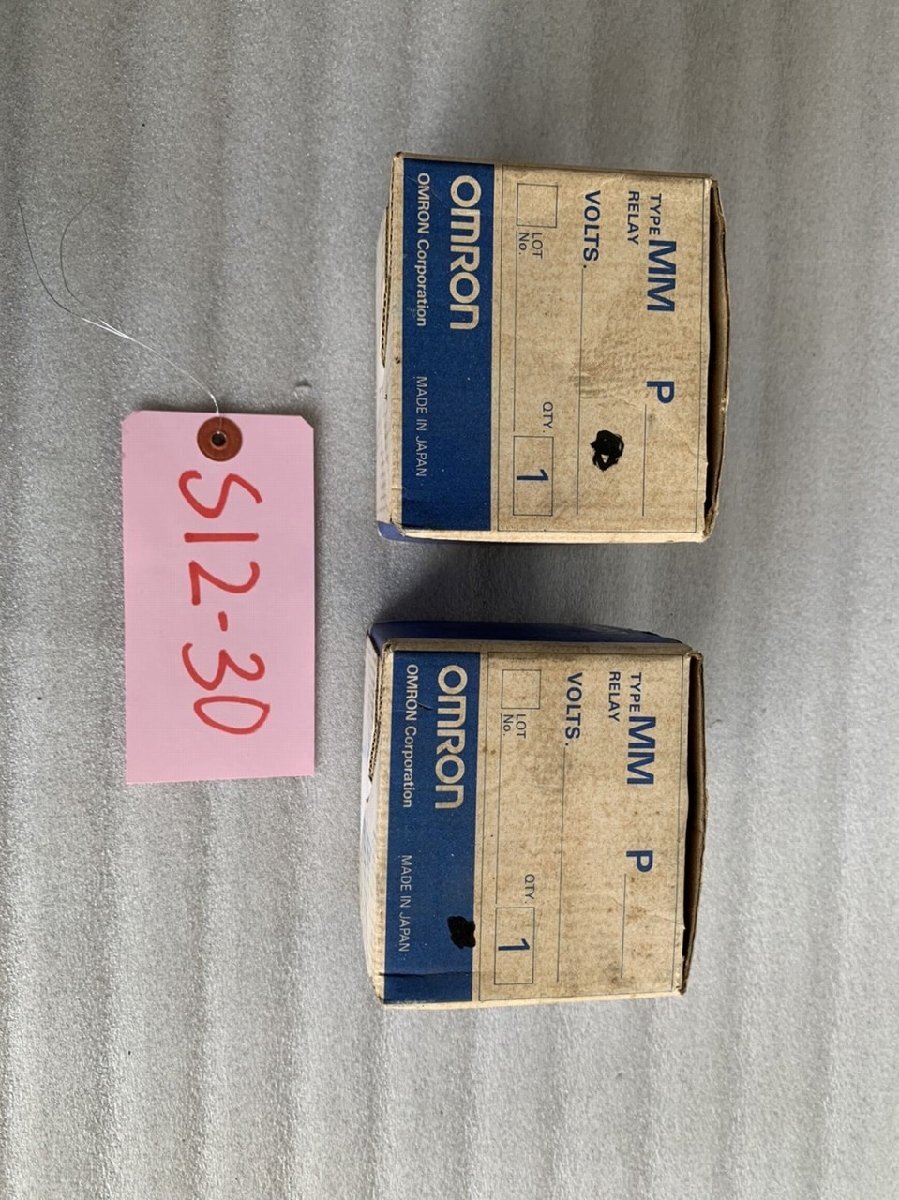 S12-30
TYPE MM P
RELAY
VOLTS.
LOT No.
QTY. 1
OMRON
OMRON Corporation MADE IN JAPAN
TYPE MM P
RELAY
VOLTS.
LOT No.
QTY. 1
OMRON
OMRON Corporation MADE IN JAPAN